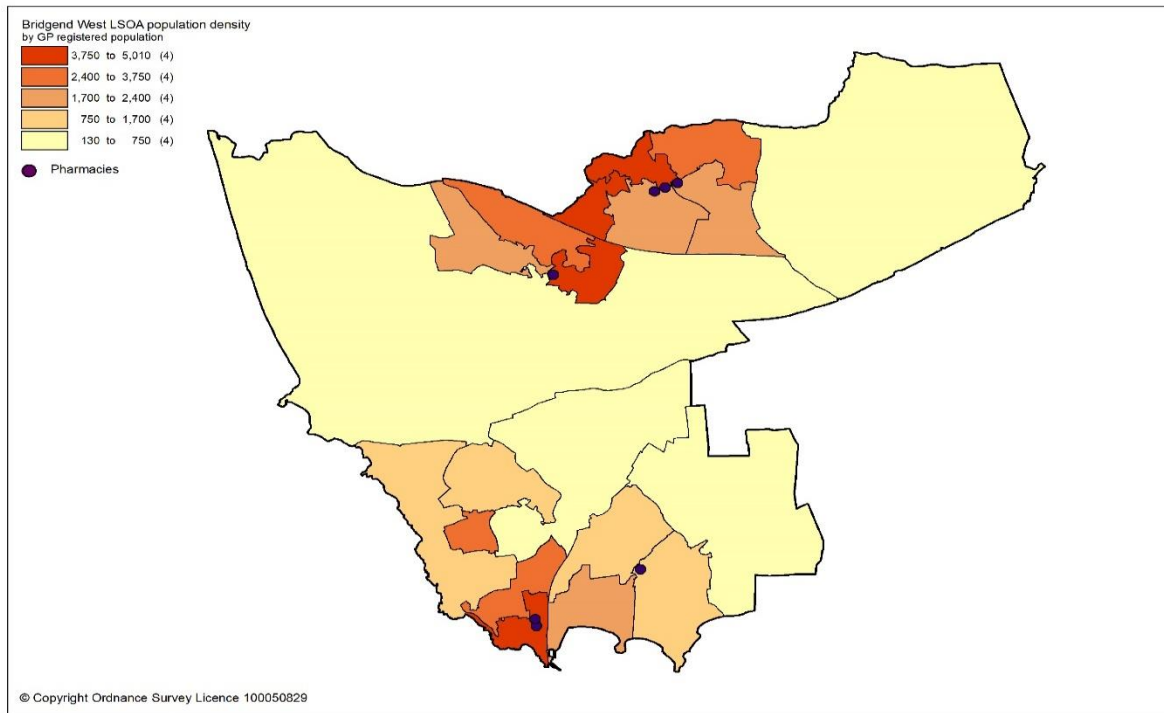 Bridgend West LSOA population density
by GP registered population
3,750 to 5,010 (4)
2,400 to 3,750 (4)
1,700 to 2,400 (4)
750 to 1,700 (4)
130 to 750 (4)
Pharmacies
© Copyright Ordnance Survey Licence 100050829